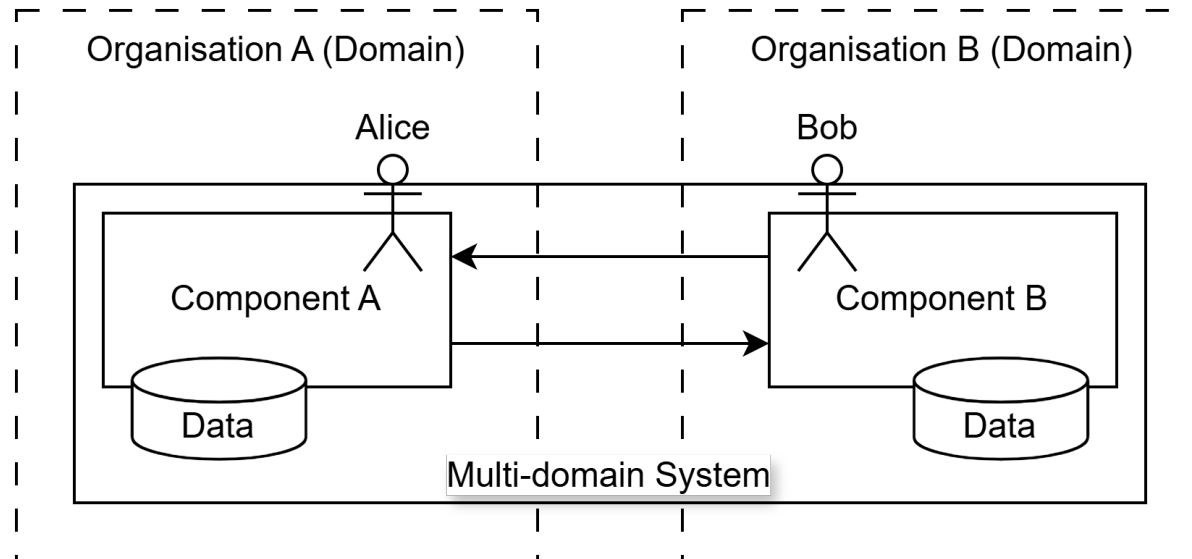 Organisation A (Domain)
Organisation B (Domain)
Alice
Bob
Component A
Component B
Data
Data
Multi-domain System